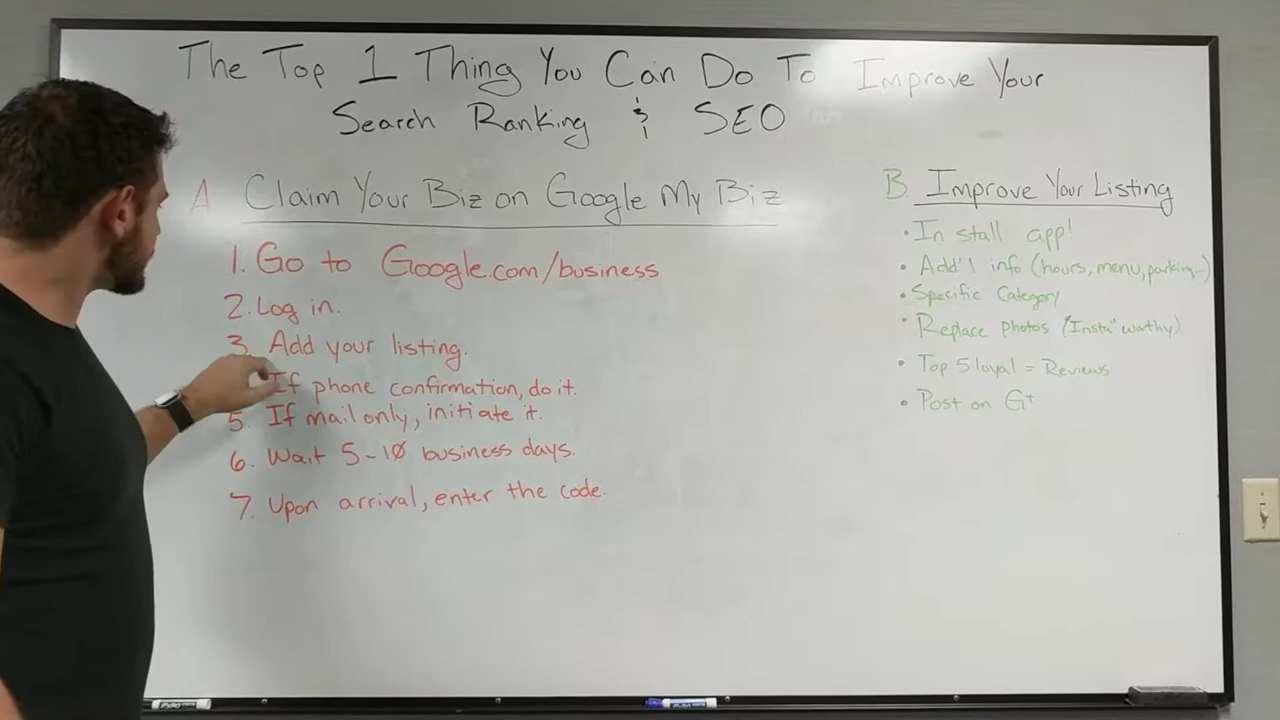 The Top 1 Thing You Can Do To Improve Your
Search Ranking & SEO
A Claim Your Biz on Google My Biz
1. Go to Google.com/business
2. Log in.
3. Add your listing.
If phone confirmation, do it.
5. If mail only, initiate it.
6. Wait 5-10 business days.
7. Upon arrival, enter the code.
B. Improve Your Listing
• Install app!
• Add'l info (hours, menu, parking-)
• Specific Category
• Replace photos ("Insta" worthy)
• Top 5 loyal = Reviews
• Post on G+
EXPO